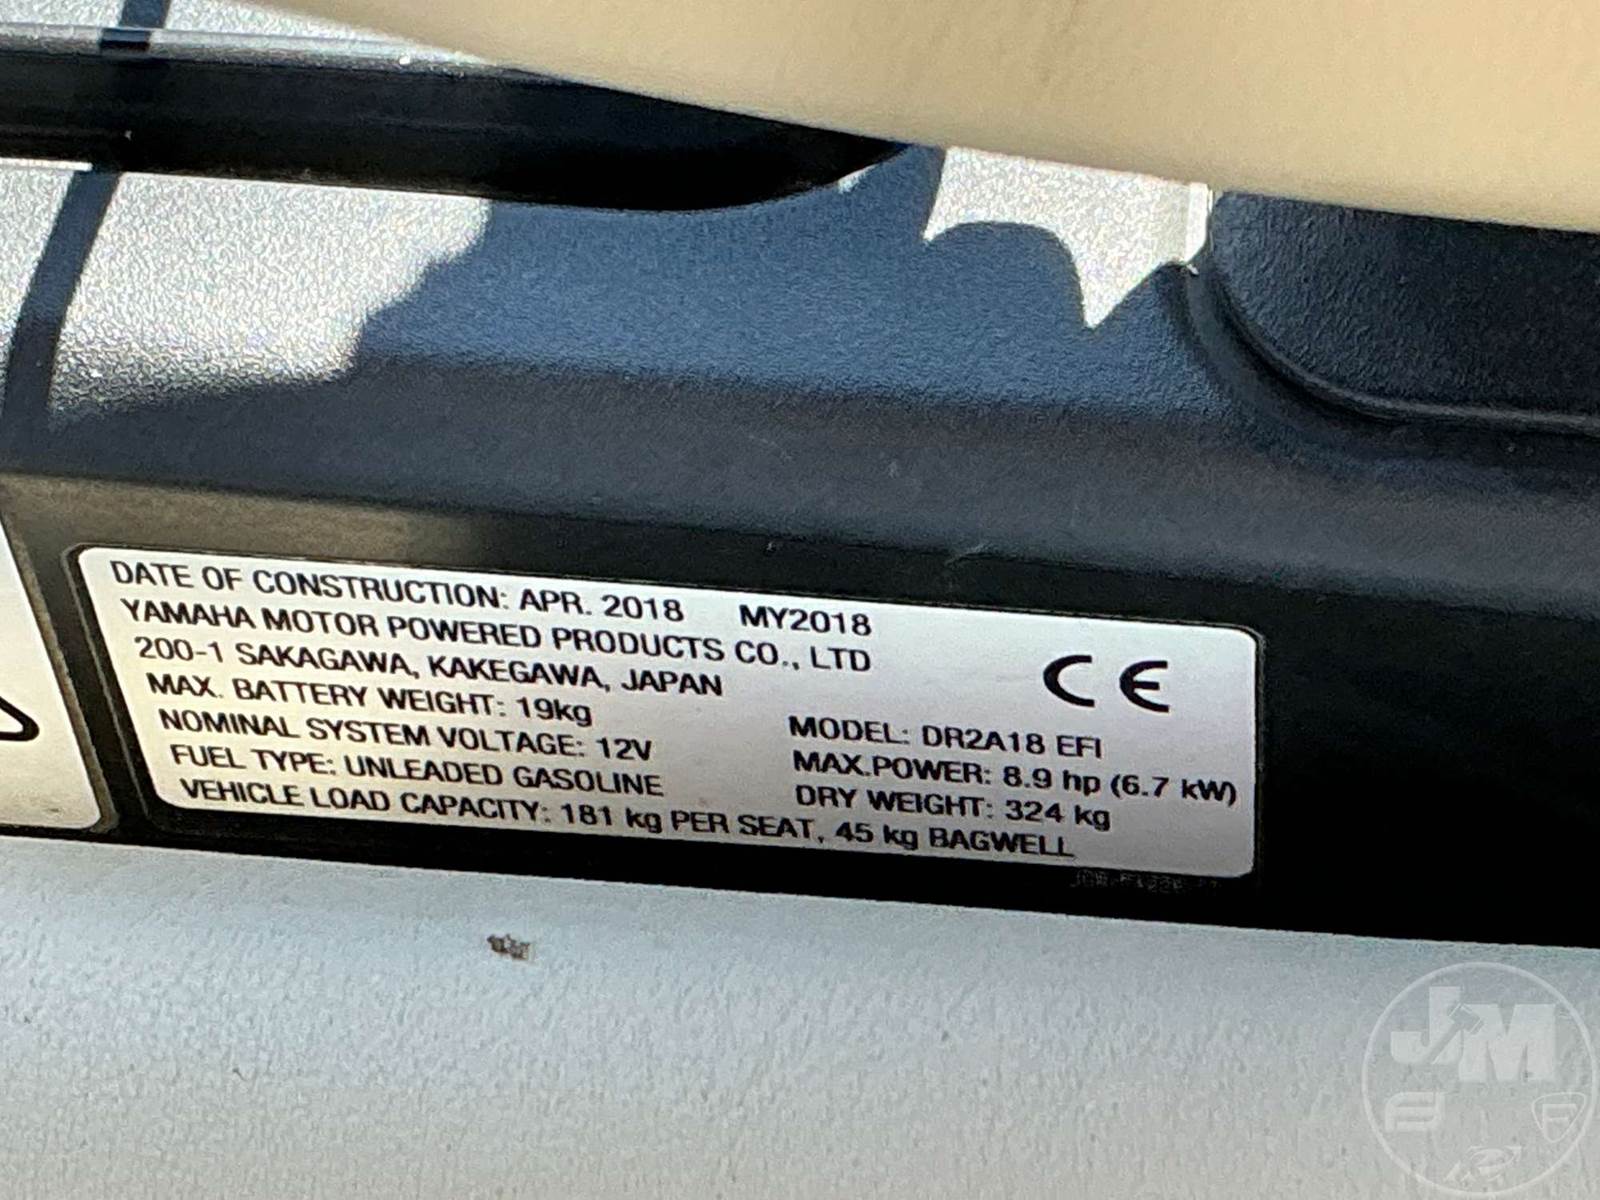 DATE OF CONSTRUCTION: APR. 2018 MY2018
YAMAHA MOTOR POWERED PRODUCTS CO., LTD
200-1 SAKAGAWA, KAKEGAWA, JAPAN
CE
MAX. BATTERY WEIGHT: 19kg
MODEL: DR2A18 EFI
NOMINAL SYSTEM VOLTAGE: 12V
MAX.POWER: 8.9 hp (6.7 kW)
FUEL TYPE: UNLEADED GASOLINE
DRY WEIGHT: 324 kg
VEHICLE LOAD CAPACITY: 181 kg PER SEAT, 45 kg BAGWELL
JM